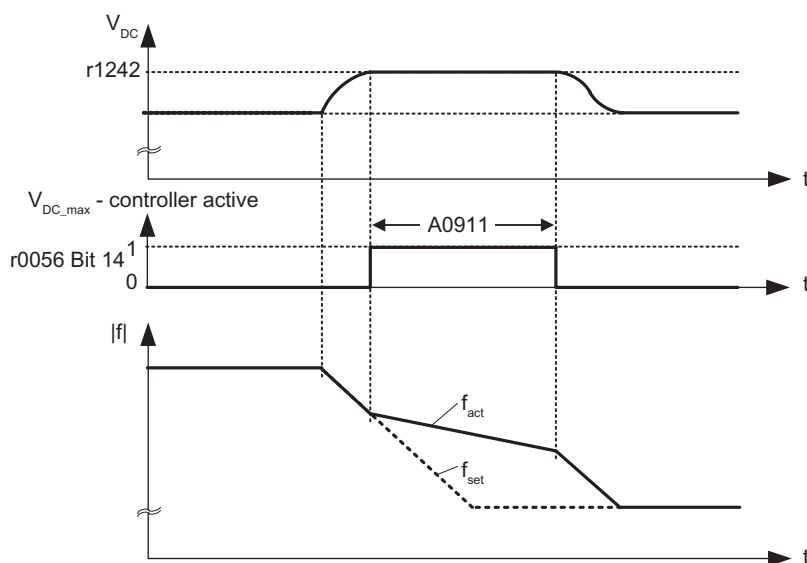 V_DC
r1242
t
V_DC_max - controller active
A0911
r0056 Bit 14
1
0
t
|f|
f_act
f_set
t